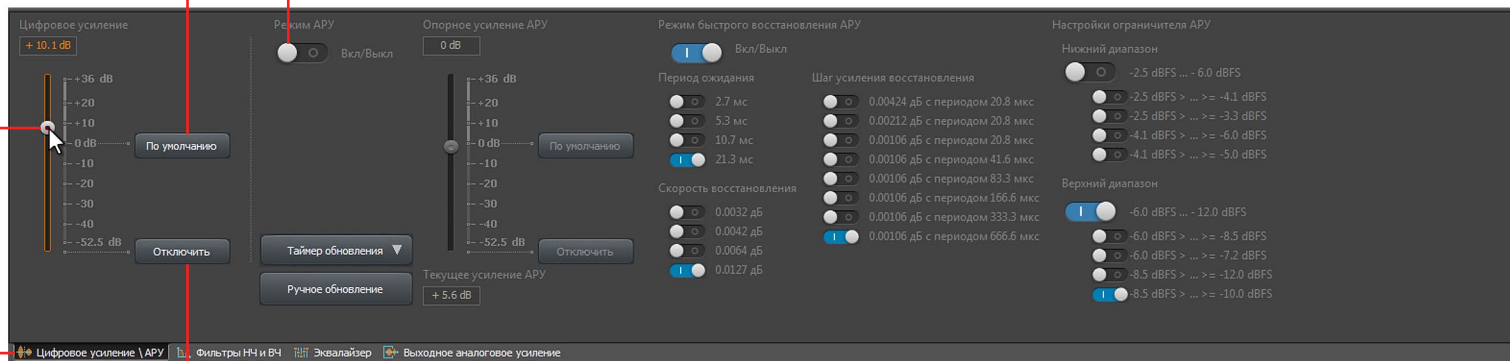 Цифровое усиление
+ 10.1 dB
+36 dB
+20
+10
0 dB
-10
-20
-30
-40
-52.5 dB
По умолчанию
Отключить
Режим АРУ
Вкл/Выкл
Таймер обновления
Ручное обновление
Опорное усиление АРУ
0 dB
+36 dB
+20
+10
0 dB
-10
-20
-30
-40
-52.5 dB
По умолчанию
Отключить
Текущее усиление АРУ
+ 5.6 dB
Режим быстрого восстановления АРУ
Вкл/Выкл
Период ожидания
2.7 мс
5.3 мс
10.7 мс
21.3 мс
Скорость восстановления
0.0032 дБ
0.0042 дБ
0.0064 дБ
0.0127 дБ
Шаг усиления восстановления
0.00424 дБ с периодом 20.8 мкс
0.00212 дБ с периодом 20.8 мкс
0.00106 дБ с периодом 20.8 мкс
0.00106 дБ с периодом 41.6 мкс
0.00106 дБ с периодом 83.3 мкс
0.00106 дБ с периодом 166.6 мкс
0.00106 дБ с периодом 333.3 мкс
0.00106 дБ с периодом 666.6 мкс
Настройки ограничителя АРУ
Нижний диапазон
-2.5 dBFS ... - 6.0 dBFS
-2.5 dBFS > ... >= -4.1 dBFS
-2.5 dBFS > ... >= -3.3 dBFS
-4.1 dBFS > ... >= -6.0 dBFS
-4.1 dBFS > ... >= -5.0 dBFS
Верхний диапазон
-6.0 dBFS ... - 12.0 dBFS
-6.0 dBFS > ... >= -8.5 dBFS
-6.0 dBFS > ... >= -7.2 dBFS
-8.5 dBFS > ... >= -12.0 dBFS
-8.5 dBFS > ... >= -10.0 dBFS
Цифровое усиление \ АРУ
Фильтры НЧ и ВЧ
Эквалайзер
Выходное аналоговое усиление